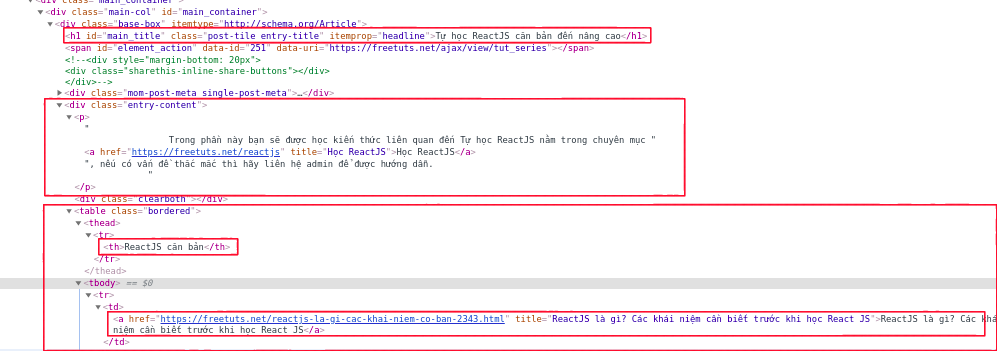 <div class="main_container">
▼<div class="main-col" id="main_container">
▼<div class="base-box" itemtype="http://schema.org/Article">
<h1 id="main_title" class="post-tile entry-title" itemprop="headline">Tự học ReactJS căn bản đến nâng cao</h1>
<span id="element_action" data-id="251" data-uri="https://freetuts.net/ajax/view/tut_series"></span>
<!--<div style="margin-bottom: 20px">
<div class="sharethis-inline-share-buttons"></div>
</div>-->
▶<div class="mom-post-meta single-post-meta">…</div>
▼<div class="entry-content">
▼<p>
"
Trong phần này bạn sẽ được học kiến thức liên quan đến Tự học ReactJS nằm trong chuyên mục "
<a href="https://freetuts.net/reactjs" title="Học ReactJS">Học ReactJS</a>
", nếu có vấn đề thắc mắc thì hãy liên hệ admin để được hướng dẫn.
"
</p>
<div class="clearboth"></div>
▼<table class="bordered">
▼<thead>
▼<tr>
<th>ReactJS căn bản</th>
</tr>
</thead>
▼<tbody> == $0
▼<tr>
▼<td>
<a href="https://freetuts.net/reactjs-la-gi-cac-khai-niem-co-ban-2343.html" title="ReactJS là gì? Các khái niệm cần biết trước khi học React JS">ReactJS là gì? Các khá
niệm cần biết trước khi học React JS</a>
</td>